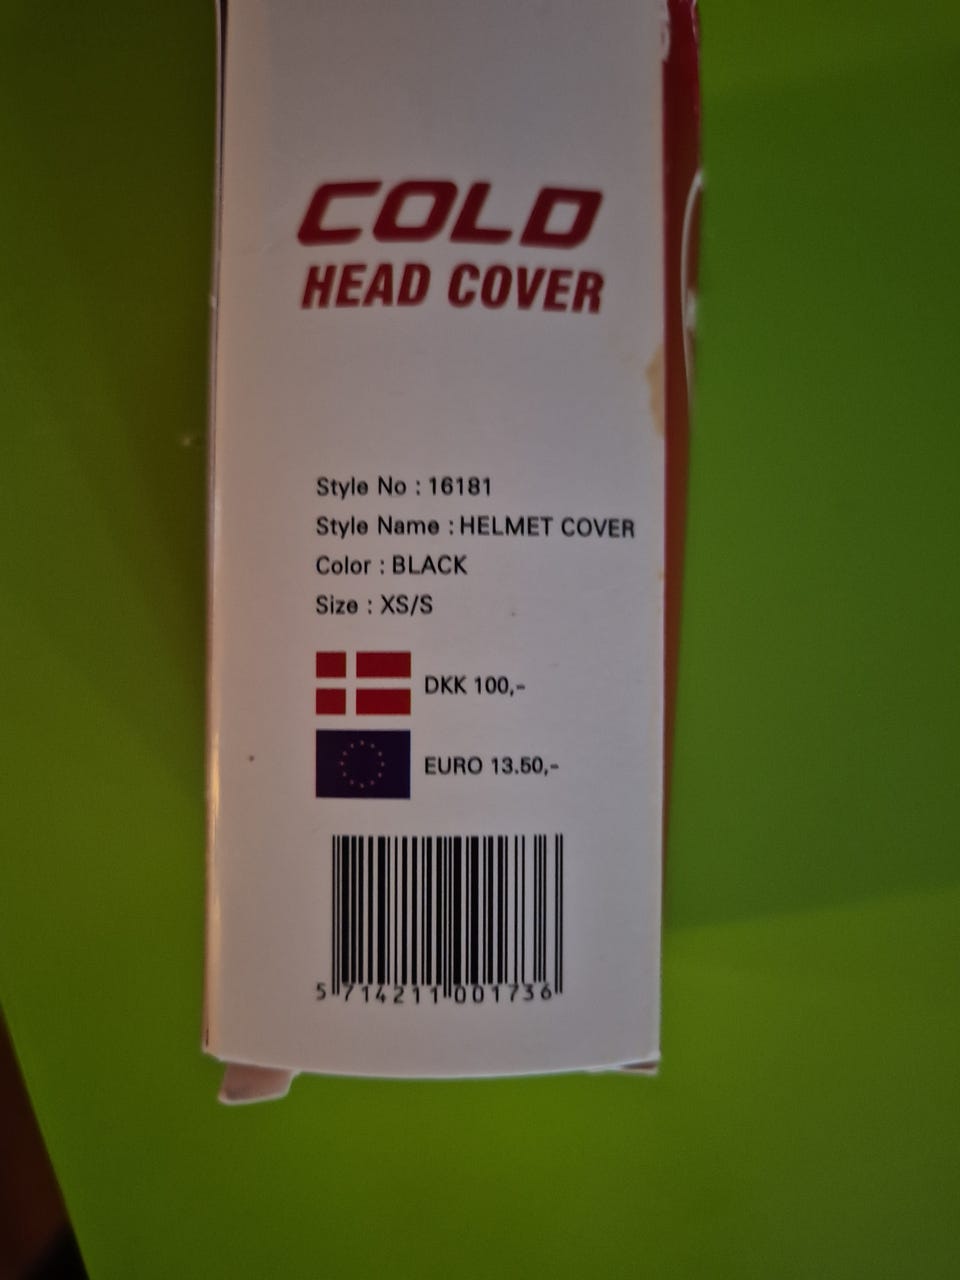 COLD
HEAD COVER
Style No : 16181
Style Name : HELMET COVER
Color : BLACK
Size : XS/S
DKK 100,-
EURO 13.50,-
5 714211 001736